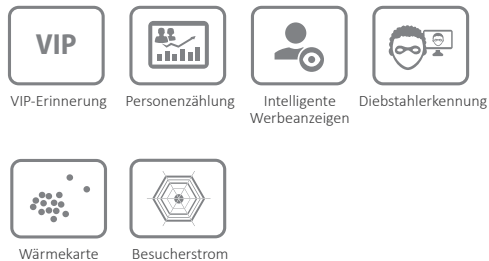 VIP
VIP-Erinnerung
Personenzählung
Intelligente
Werbeanzeigen
Diebstahlerkennung
Wärmekarte
Besucherstrom